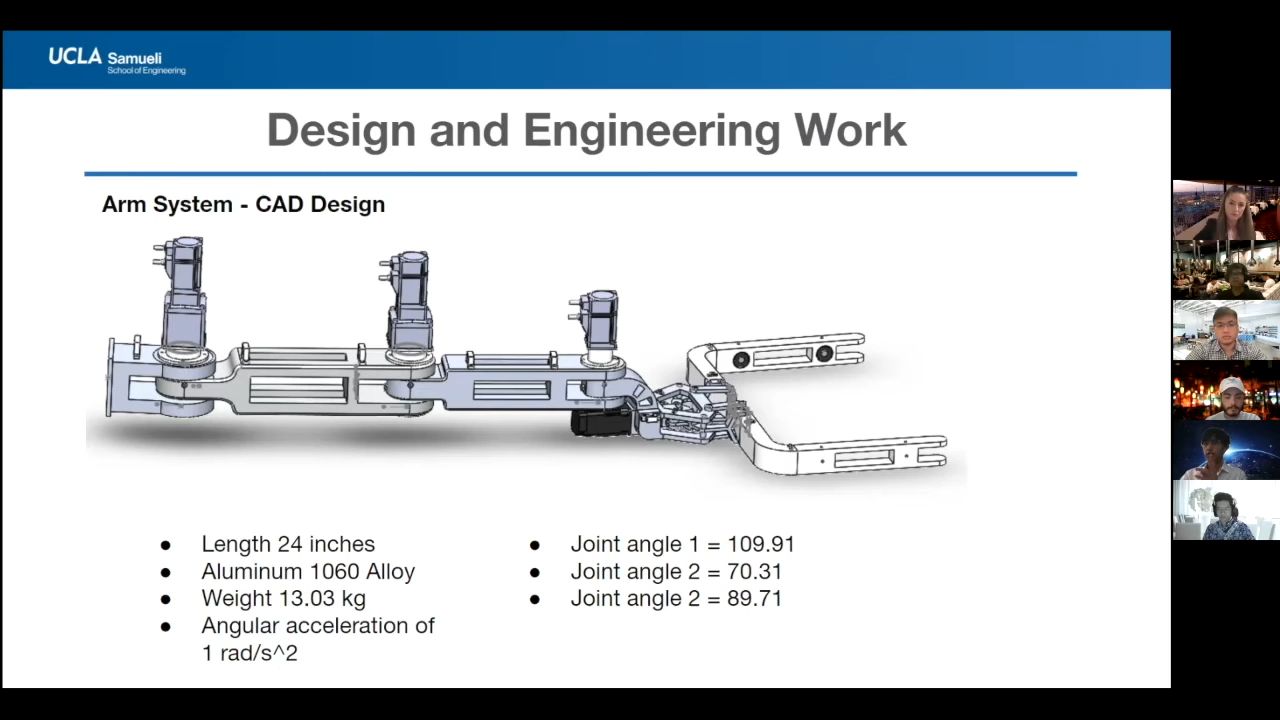 UCLA Samueli
School of Engineering
Design and Engineering Work
Arm System - CAD Design
Length 24 inches
Aluminum 1060 Alloy
Weight 13.03 kg
Angular acceleration of
1 rad/s^2
Joint angle 1 = 109.91
Joint angle 2 = 70.31
Joint angle 2 = 89.71